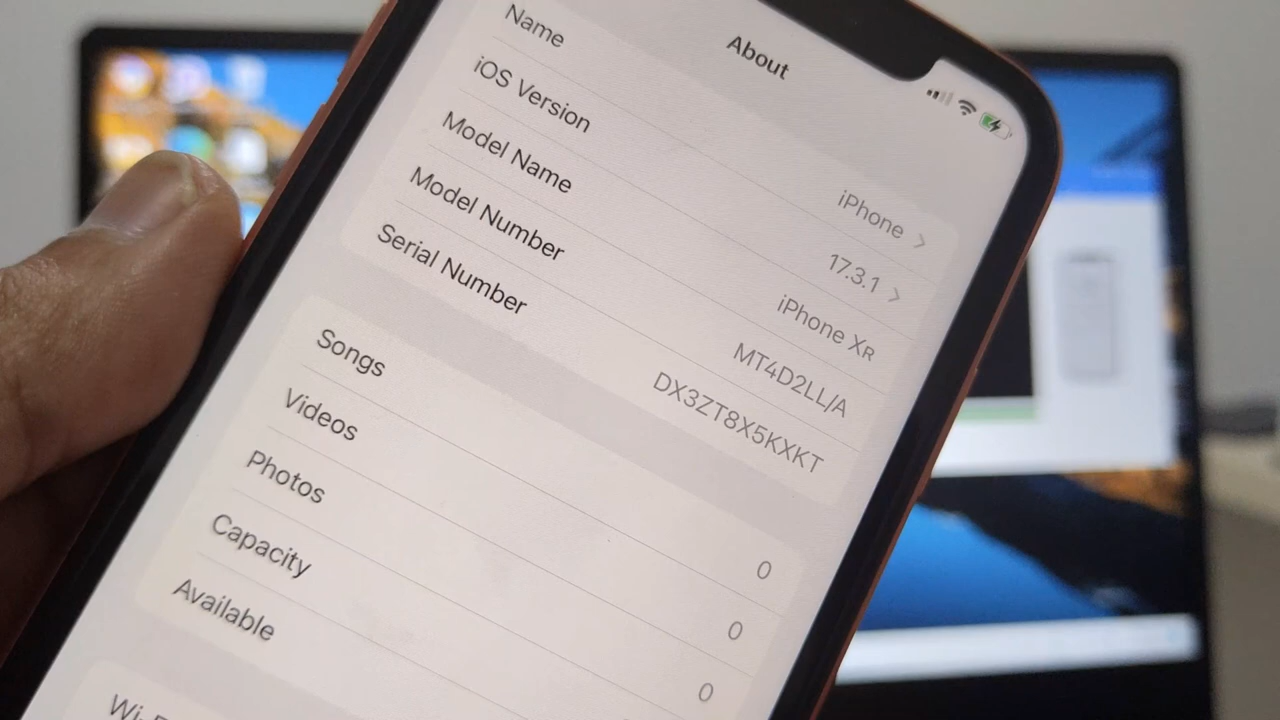 About
Name iPhone
iOS Version 17.3.1
Model Name iPhone XR
Model Number MT4D2LL/A
Serial Number DX3ZT8X5KXKT
Songs 0
Videos 0
Photos 0
Capacity
Available